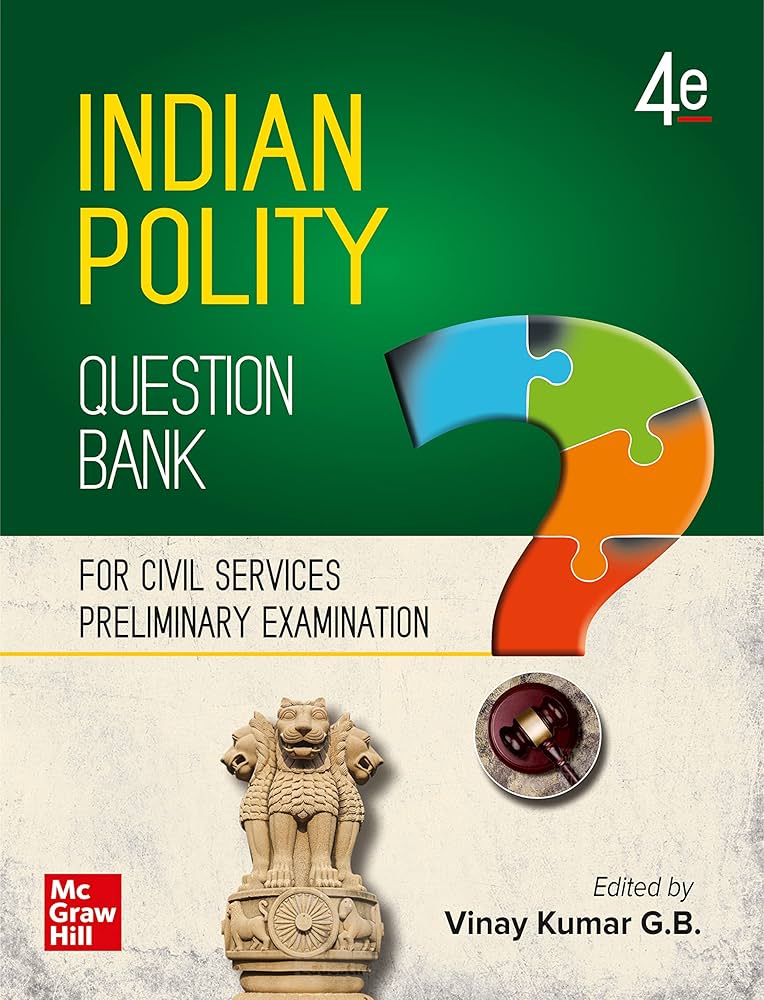 4e
INDIAN
POLITY
QUESTION
BANK
FOR CIVIL SERVICES
PRELIMINARY EXAMINATION
Edited by
Vinay Kumar G.B.
Mc
Graw
Hill